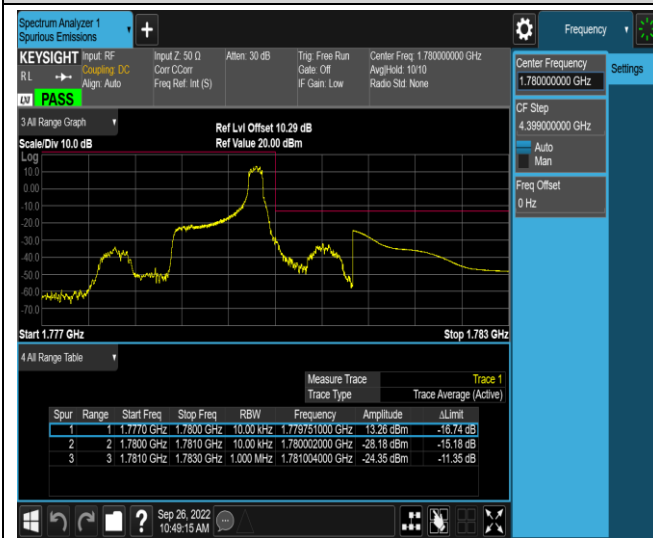 Spectrum Analyzer 1
Spurious Emissions
Frequency
KEYSIGHT
Input: RF
Coupling: DC
Align: Auto
Input Z: 50 Ω
Corr CCorr
Freq Ref: Int (S)
Atten: 30 dB
Trig: Free Run
Gate: Off
IF Gain: Low
Center Freq: 1.780000000 GHz
Avg|Hold: 10/10
Radio Std: None
R L
LXI
PASS
Center Frequency
1.780000000 GHz
Settings
CF Step
4.399000000 GHz
Auto
Man
Freq Offset
0 Hz
3 All Range Graph
Ref Lvl Offset 10.29 dB
Scale/Div 10.0 dB
Ref Value 20.00 dBm
Log
10.0
0.00
-10.0
-20.0
-30.0
-40.0
-50.0
-60.0
-70.0
Start 1.777 GHz
Stop 1.783 GHz
4 All Range Table
Measure Trace Trace 1
Trace Type Trace Average (Active)
Spur Range Start Freq Stop Freq RBW Frequency Amplitude ΔLimit
1 1 1.7770 GHz 1.7800 GHz 10.00 kHz 1.779751000 GHz 13.26 dBm -16.74 dB
2 2 1.7800 GHz 1.7810 GHz 10.00 kHz 1.780002000 GHz -28.18 dBm -15.18 dB
3 3 1.7810 GHz 1.7830 GHz 1.000 MHz 1.781004000 GHz -24.35 dBm -11.35 dB
Sep 26, 2022
10:49:15 AM